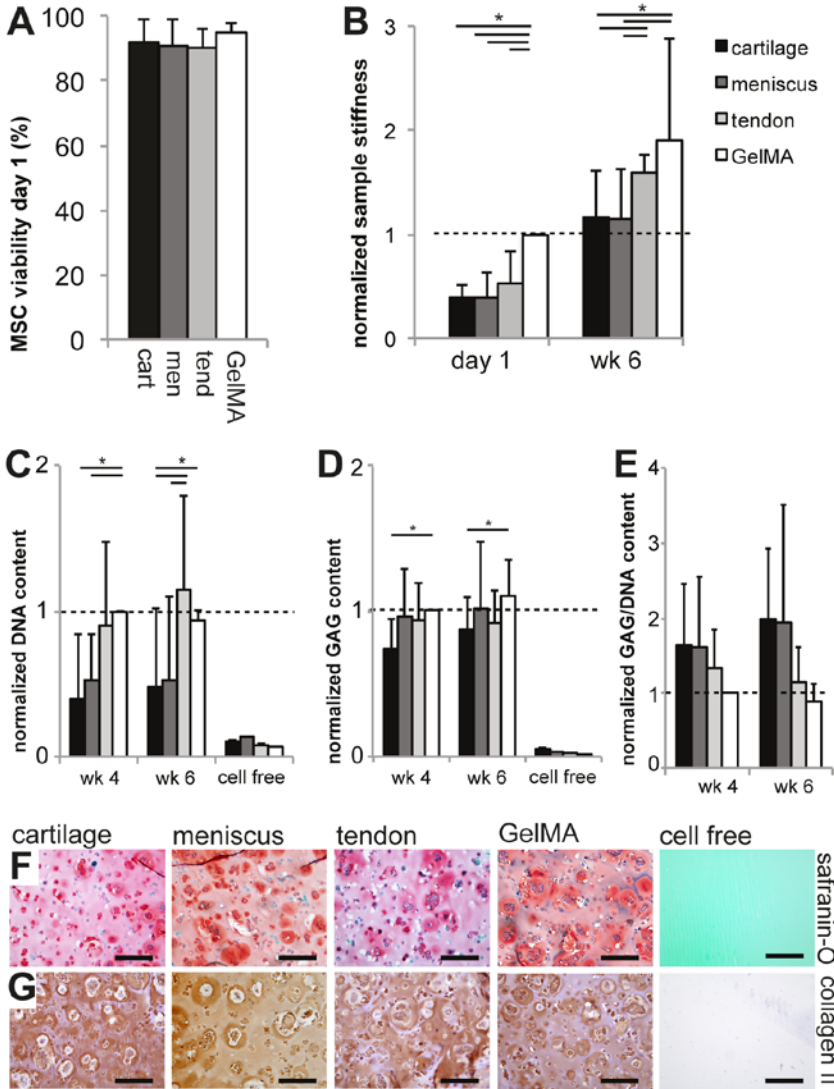 A
MSC viability day 1 (%)
100
80
60
40
20
0
cart
men
tend
GelMA
B
normalized sample stiffness
3
2
1
0
*
*
day 1
wk 6
cartilage
meniscus
tendon
GelMA
C
normalized DNA content
2
1
0
*
*
wk 4
wk 6
cell free
D
normalized GAG content
2
1
0
*
*
wk 4
wk 6
cell free
E
normalized GAG/DNA content
4
3
2
1
0
wk 4
wk 6
cartilage
meniscus
tendon
GelMA
cell free
F
safranin-O
G
collagen II